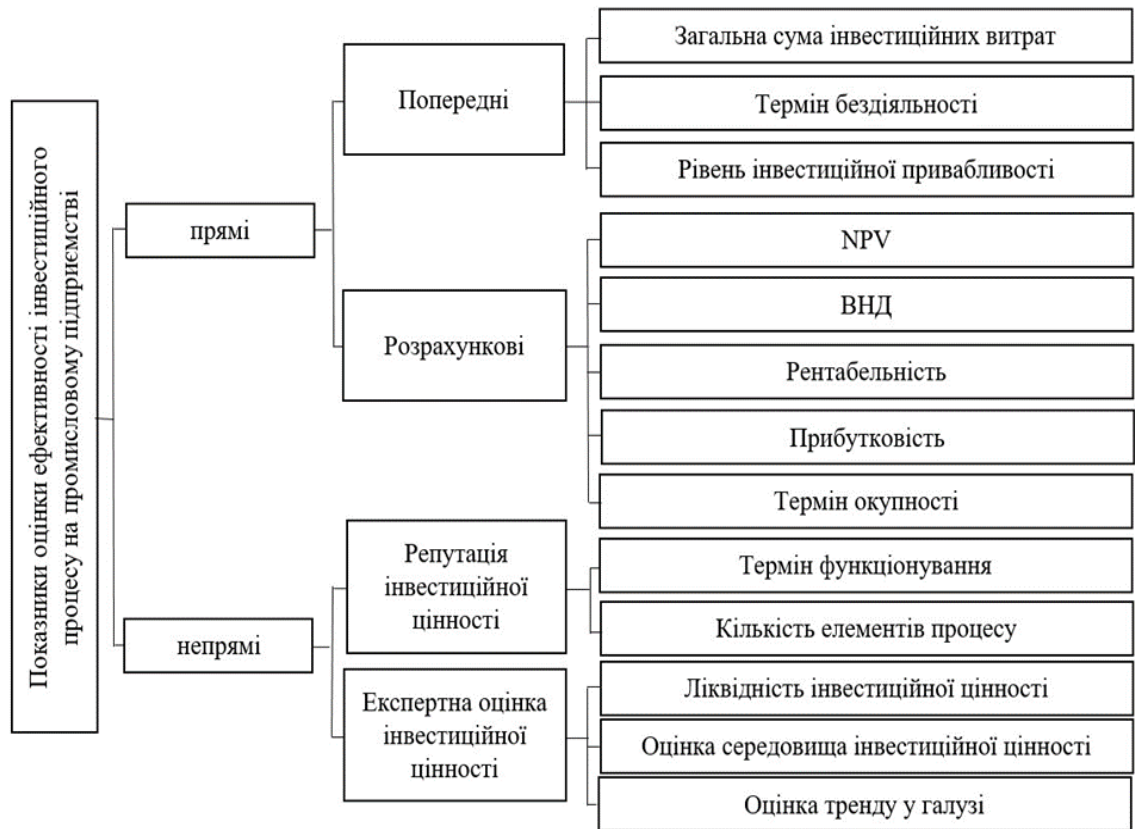 Показники оцінки ефективності інвестиційного
процесу на промисловому підприємстві
прямі
Попередні
Загальна сума інвестиційних витрат
Термін бездіяльності
Рівень інвестиційної привабливості
Розрахункові
NPV
ВНД
Рентабельність
Прибутковість
Термін окупності
непрямі
Репутація
інвестиційної
цінності
Термін функціонування
Кількість елементів процесу
Експертна оцінка
інвестиційної
цінності
Ліквідність інвестиційної цінності
Оцінка середовища інвестиційної цінності
Оцінка тренду у галузі